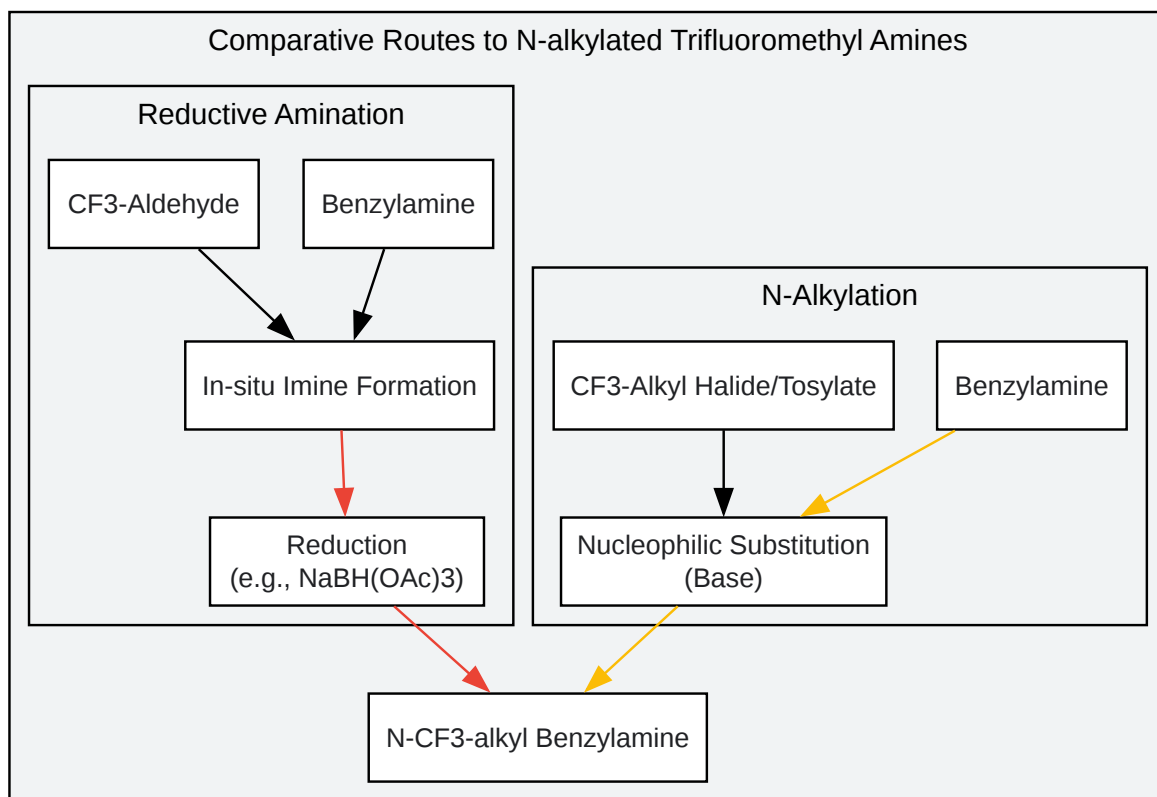 Comparative Routes to N-alkylated Trifluoromethyl Amines
Reductive Amination
CF3-Aldehyde
Benzylamine
In-situ Imine Formation
Reduction
(e.g., NaBH(OAc)3)
N-Alkylation
CF3-Alkyl Halide/Tosylate
Benzylamine
Nucleophilic Substitution
(Base)
N-CF3-alkyl Benzylamine